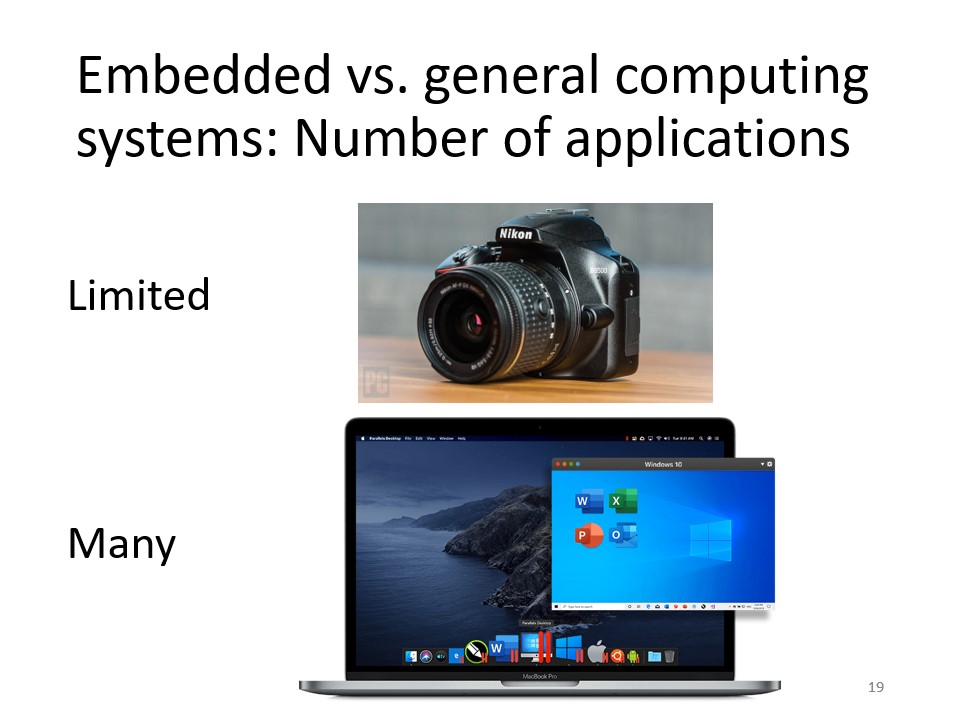 Embedded vs. general computing
systems: Number of applications
Limited
Nikon
D3500
PC
Many
Parallels Desktop File Edit View Window Help
Windows 10
W X
P O
Parallels Desktop
W
MacBook Pro
19